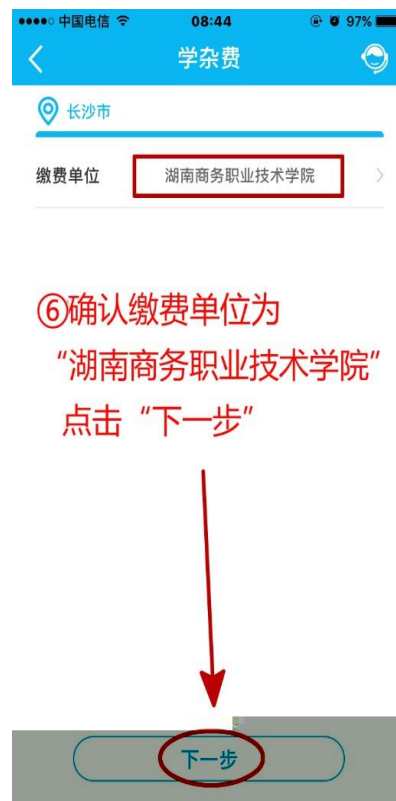 中国电信 08:44 97%
学杂费
长沙市
缴费单位 湖南商务职业技术学院
⑥确认缴费单位为
“湖南商务职业技术学院”
点击“下一步”
下一步